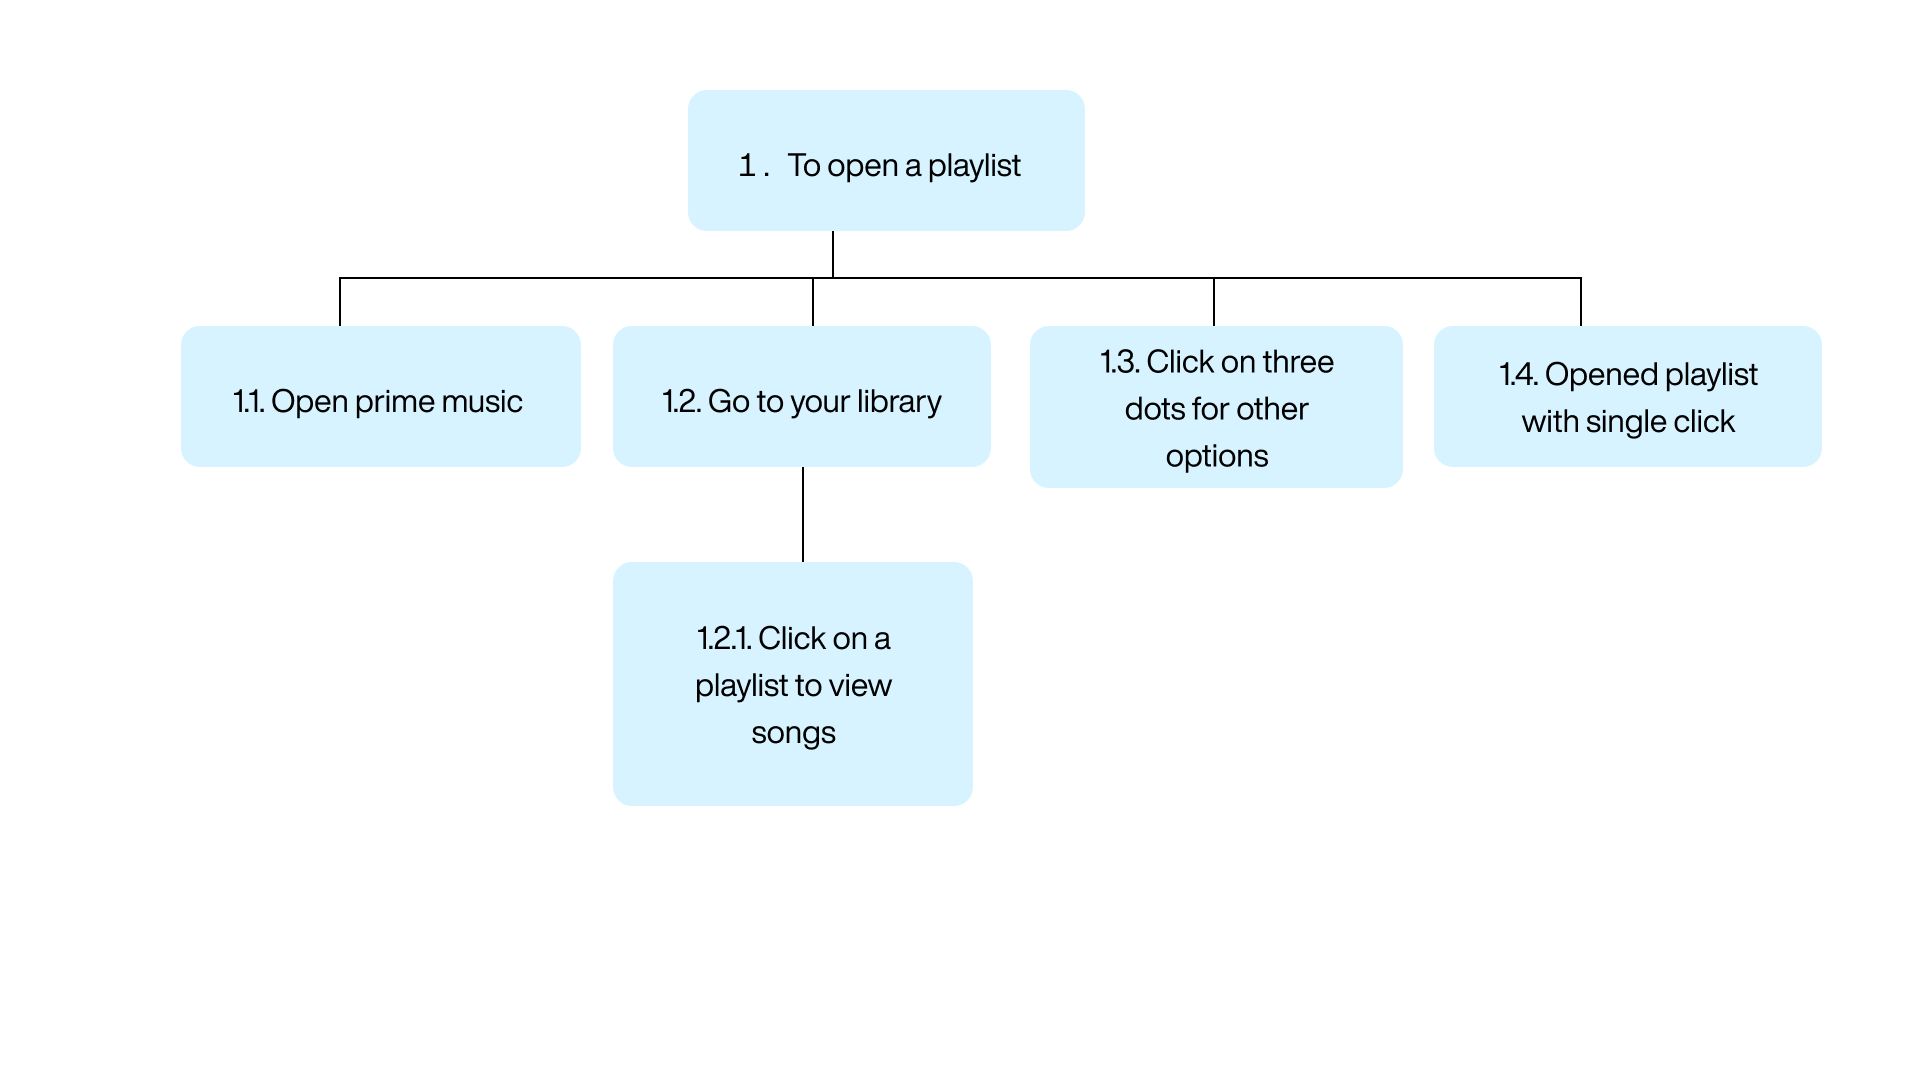 1. To open a playlist
1.1. Open prime music
1.2. Go to your library
1.3. Click on three
dots for other
options
1.4. Opened playlist
with single click
1.2.1. Click on a
playlist to view
songs